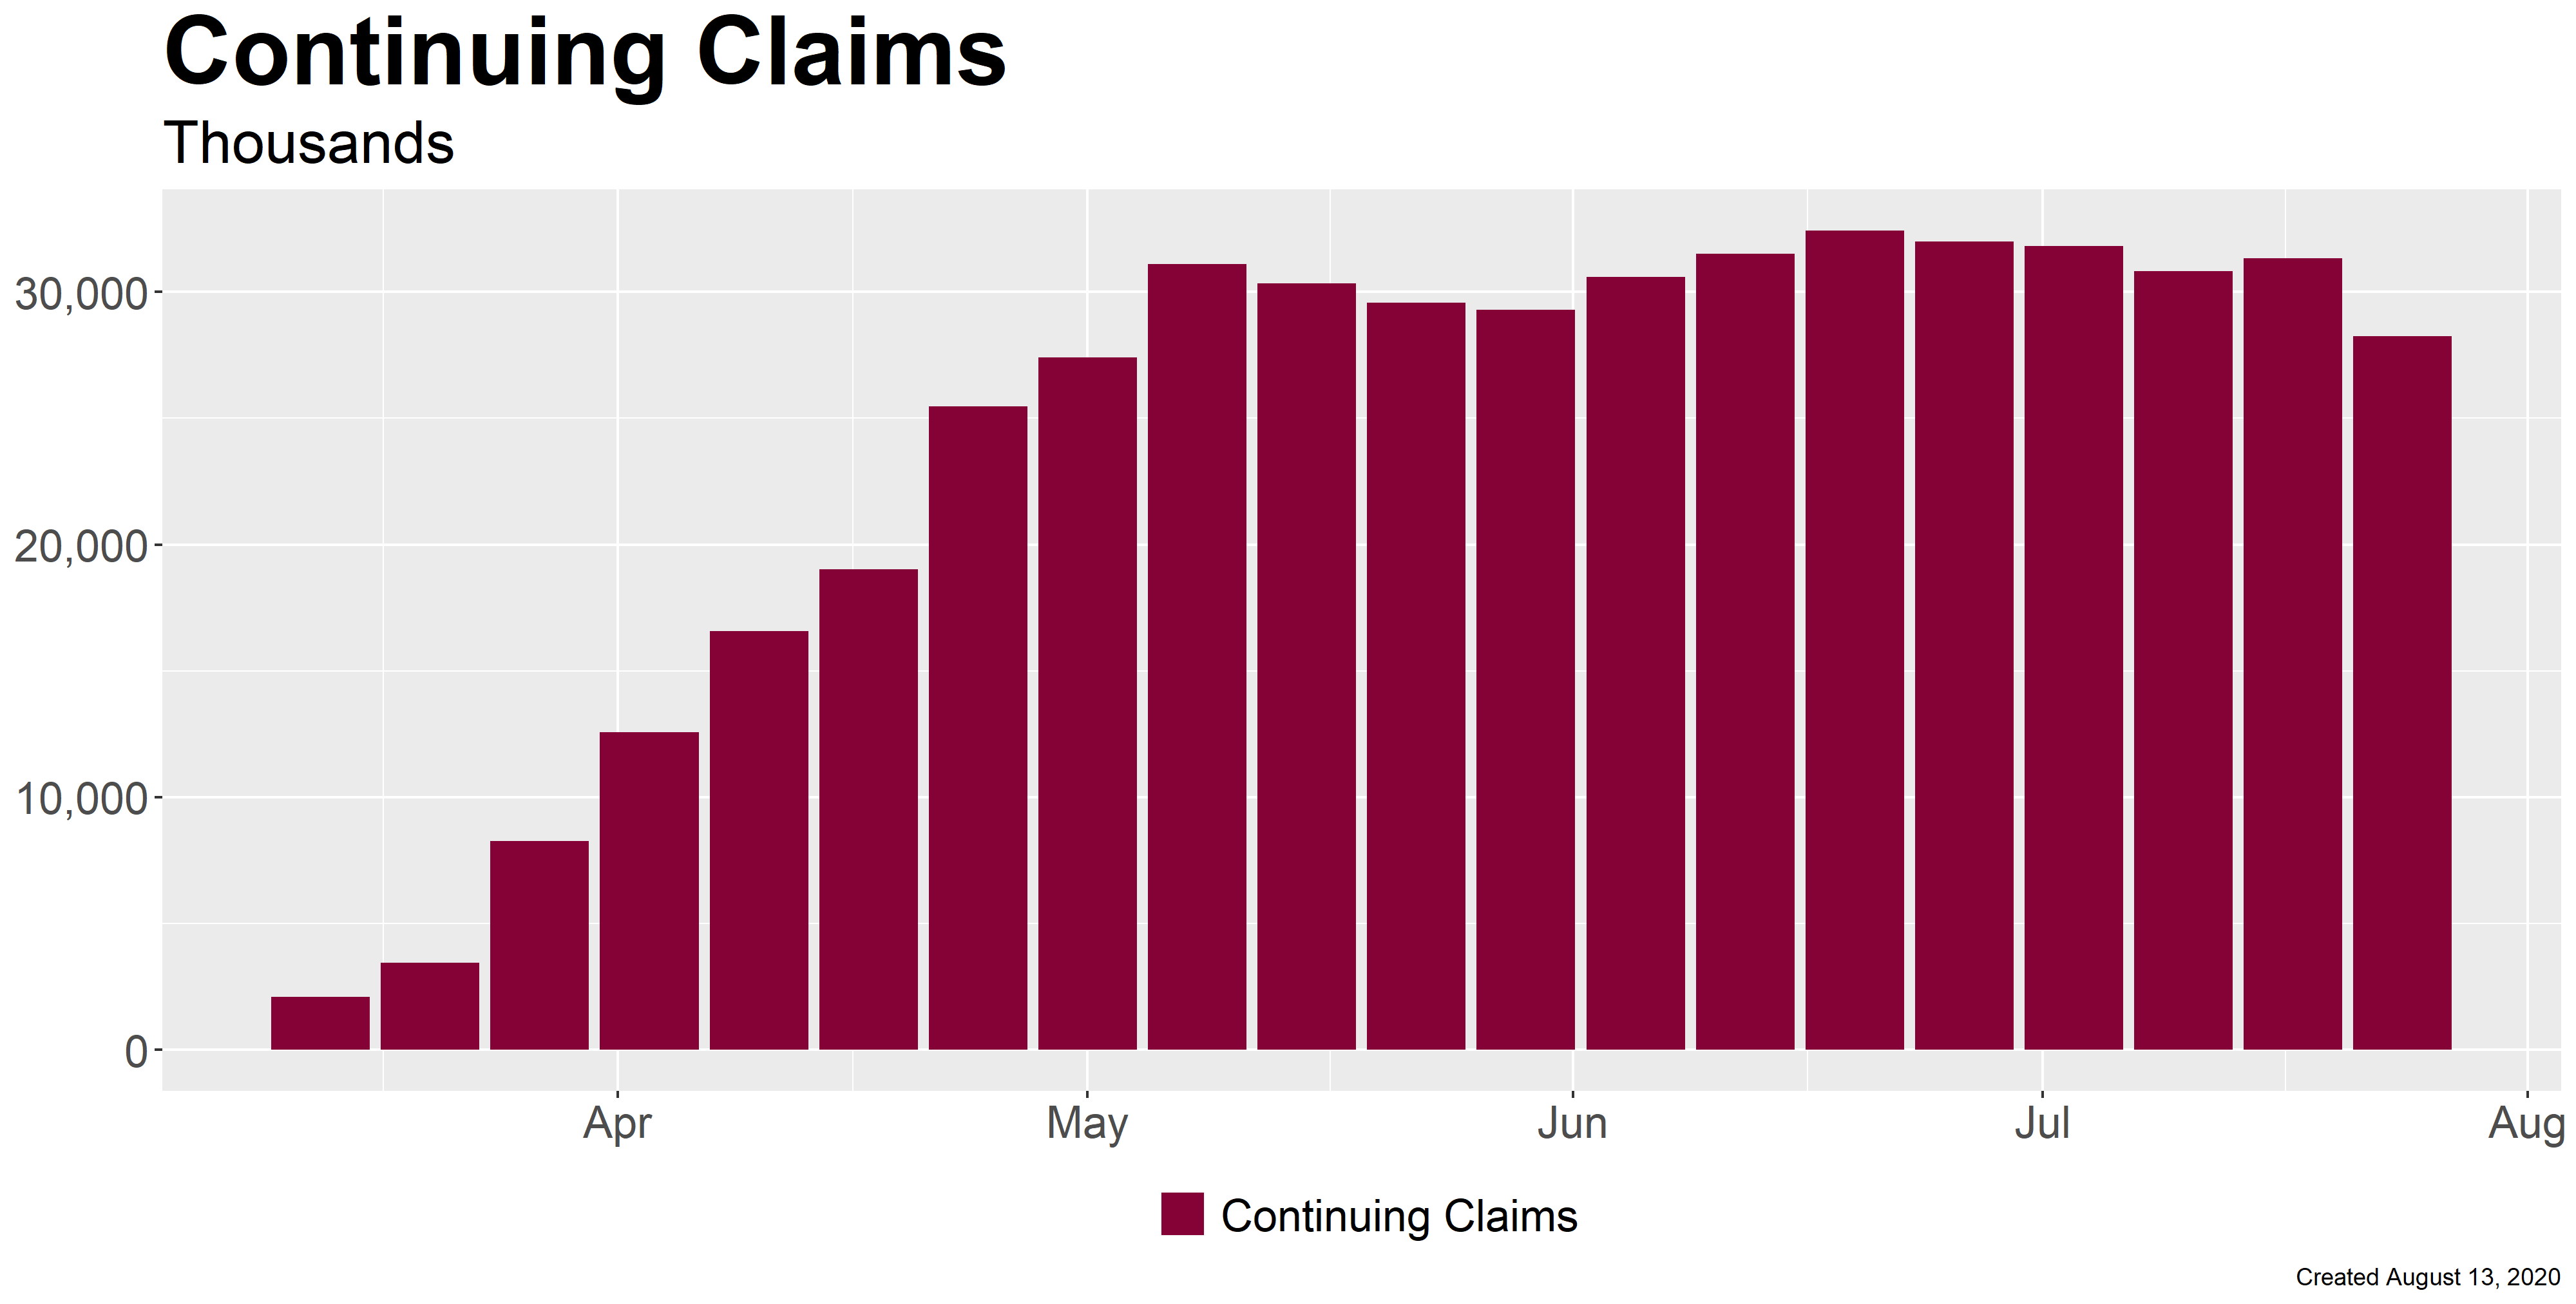 Continuing Claims
Thousands
30,000
20,000
10,000
0
Apr May Jun Jul Aug
Continuing Claims
Created August 13, 2020